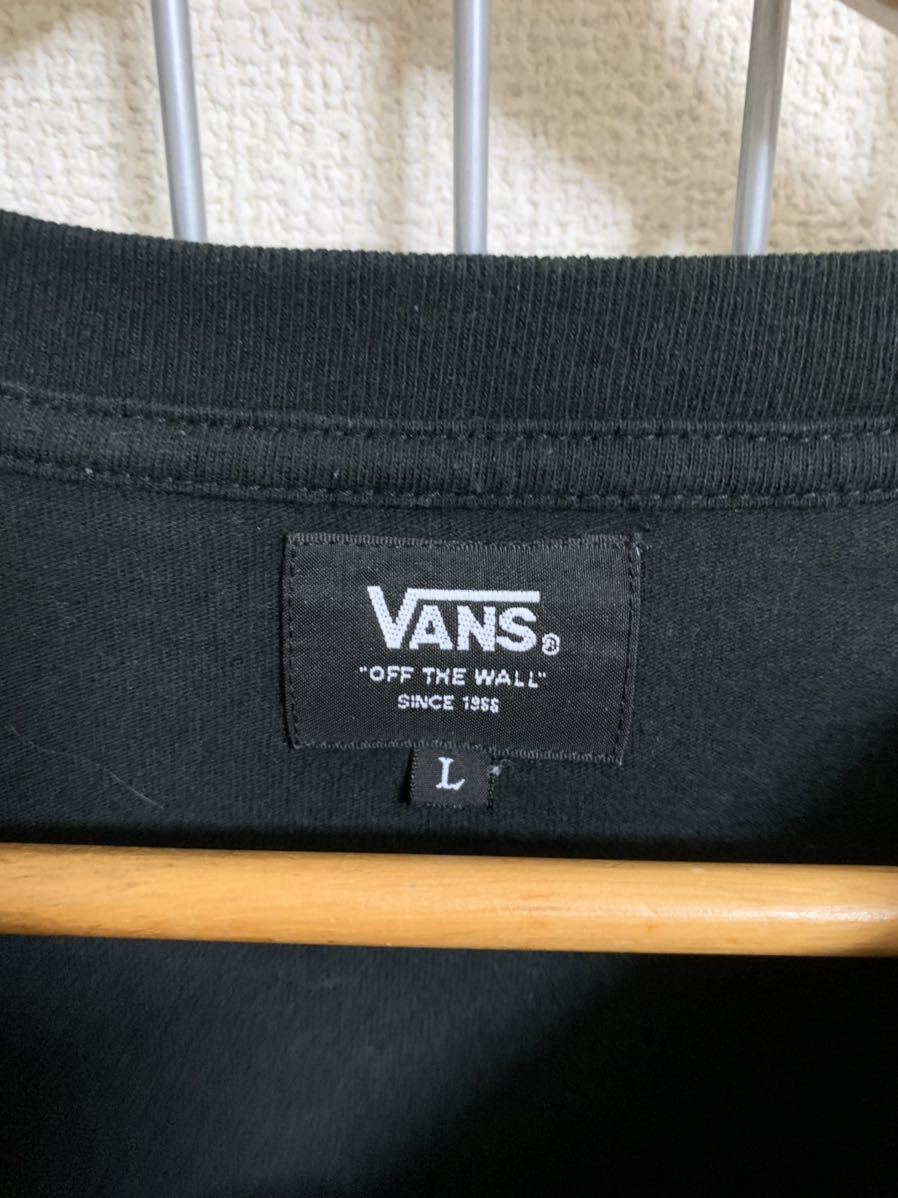 VANS®
"OFF THE WALL"
SINCE 1966
L